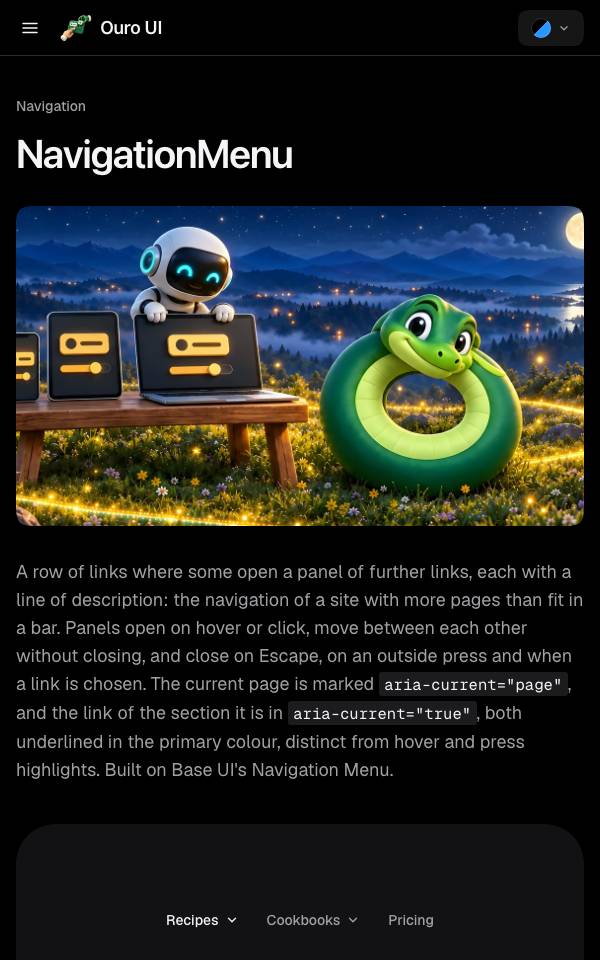 Ouro UI
Navigation
NavigationMenu
A row of links where some open a panel of further links, each with a
line of description: the navigation of a site with more pages than fit in
a bar. Panels open on hover or click, move between each other
without closing, and close on Escape, on an outside press and when
a link is chosen. The current page is marked aria-current="page",
and the link of the section it is in aria-current="true", both
underlined in the primary colour, distinct from hover and press
highlights. Built on Base UI's Navigation Menu.
Recipes Cookbooks Pricing